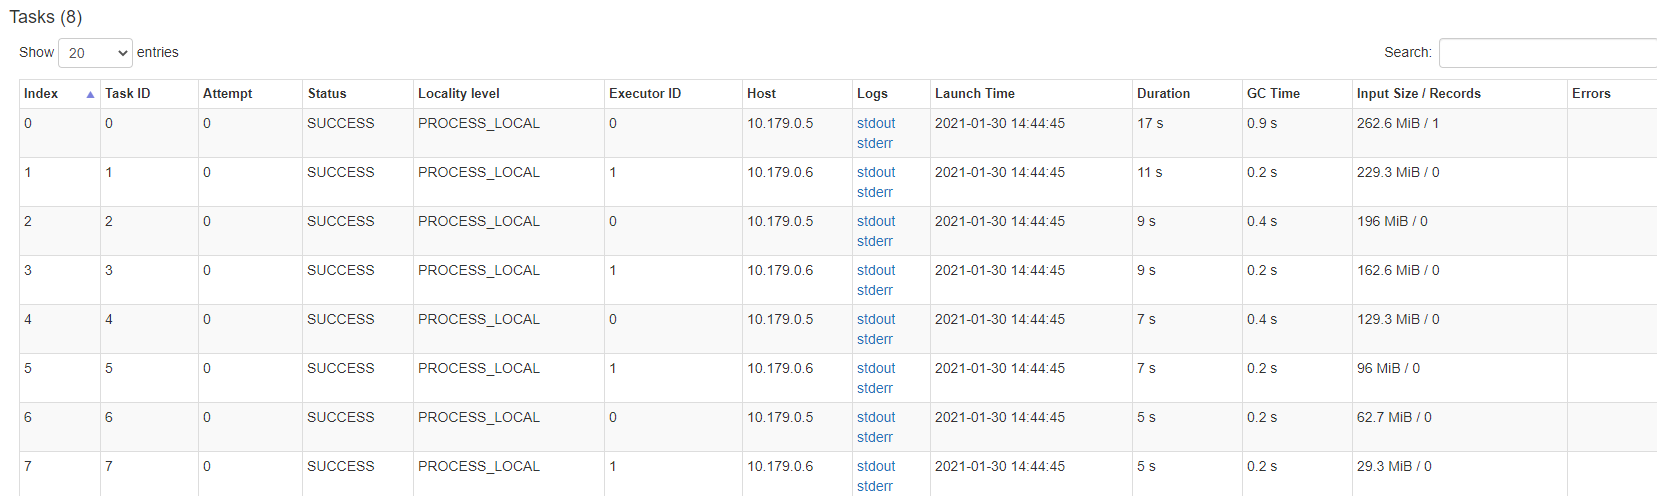 Tasks (8)
Show 20 entries Search:
Index Task ID Attempt Status Locality level Executor ID Host Logs Launch Time Duration GC Time Input Size / Records Errors
0 0 0 SUCCESS PROCESS_LOCAL 0 10.179.0.5 stdout 2021-01-30 14:44:45 17 s 0.9 s 262.6 MiB / 1
stderr
1 1 0 SUCCESS PROCESS_LOCAL 1 10.179.0.6 stdout 2021-01-30 14:44:45 11 s 0.2 s 229.3 MiB / 0
stderr
2 2 0 SUCCESS PROCESS_LOCAL 0 10.179.0.5 stdout 2021-01-30 14:44:45 9 s 0.4 s 196 MiB / 0
stderr
3 3 0 SUCCESS PROCESS_LOCAL 1 10.179.0.6 stdout 2021-01-30 14:44:45 9 s 0.2 s 162.6 MiB / 0
stderr
4 4 0 SUCCESS PROCESS_LOCAL 0 10.179.0.5 stdout 2021-01-30 14:44:45 7 s 0.4 s 129.3 MiB / 0
stderr
5 5 0 SUCCESS PROCESS_LOCAL 1 10.179.0.6 stdout 2021-01-30 14:44:45 7 s 0.2 s 96 MiB / 0
stderr
6 6 0 SUCCESS PROCESS_LOCAL 0 10.179.0.5 stdout 2021-01-30 14:44:45 5 s 0.2 s 62.7 MiB / 0
stderr
7 7 0 SUCCESS PROCESS_LOCAL 1 10.179.0.6 stdout 2021-01-30 14:44:45 5 s 0.2 s 29.3 MiB / 0
stderr